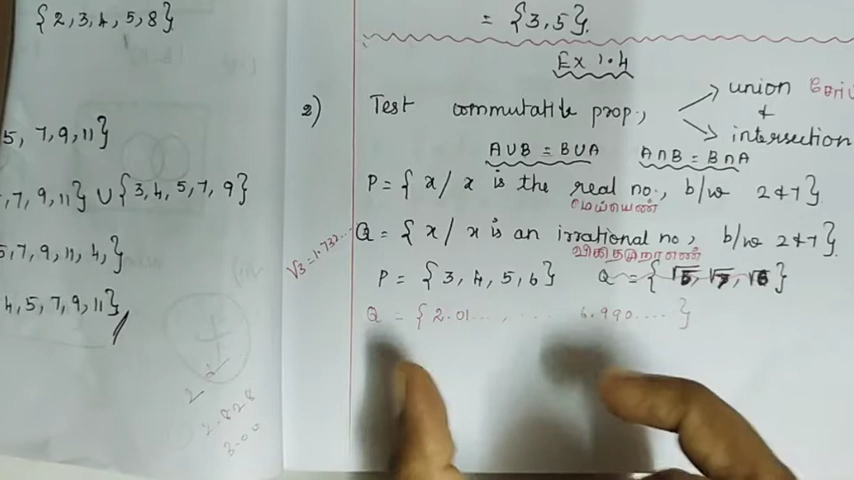 {2,3,4,5,8}
5, 7,9,11}
7,9,11} ∪ {3,4,5,7,9}
5,7,9,11,4,}
4,5,7,9,11}
2.828
3.00
= {3,5}.
Ex 1.4
2) Test commutative prop., union
&
intersection
A∪B = B∪A A∩B = B∩A
P = { x/x is the real no., b/w 2 & 7}.
மெய்யெண்
Q = { x/x is an irrational no, b/w 2 & 7}.
√3 = 1.732...
விகிதமுறாஎண்
P = {3, 4, 5, 6} Q = {√5, √7, √6}
Q = {2.01..., ..... 6.990....}